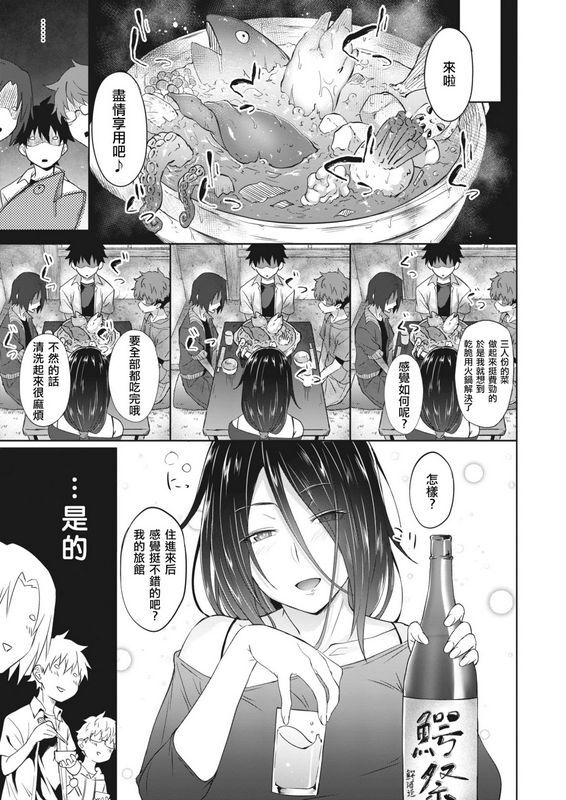 來啦
盡情享用吧♪
……
三人份的菜
做起來挺費勁的
於是我就想到
乾脆用火鍋解決了
感覺如何呢？
要全部都吃完哦
不然的話
清洗起來很麻煩
怎樣？
住進來后
感覺挺不錯的吧？
我的旅館
鰐祭
…是的